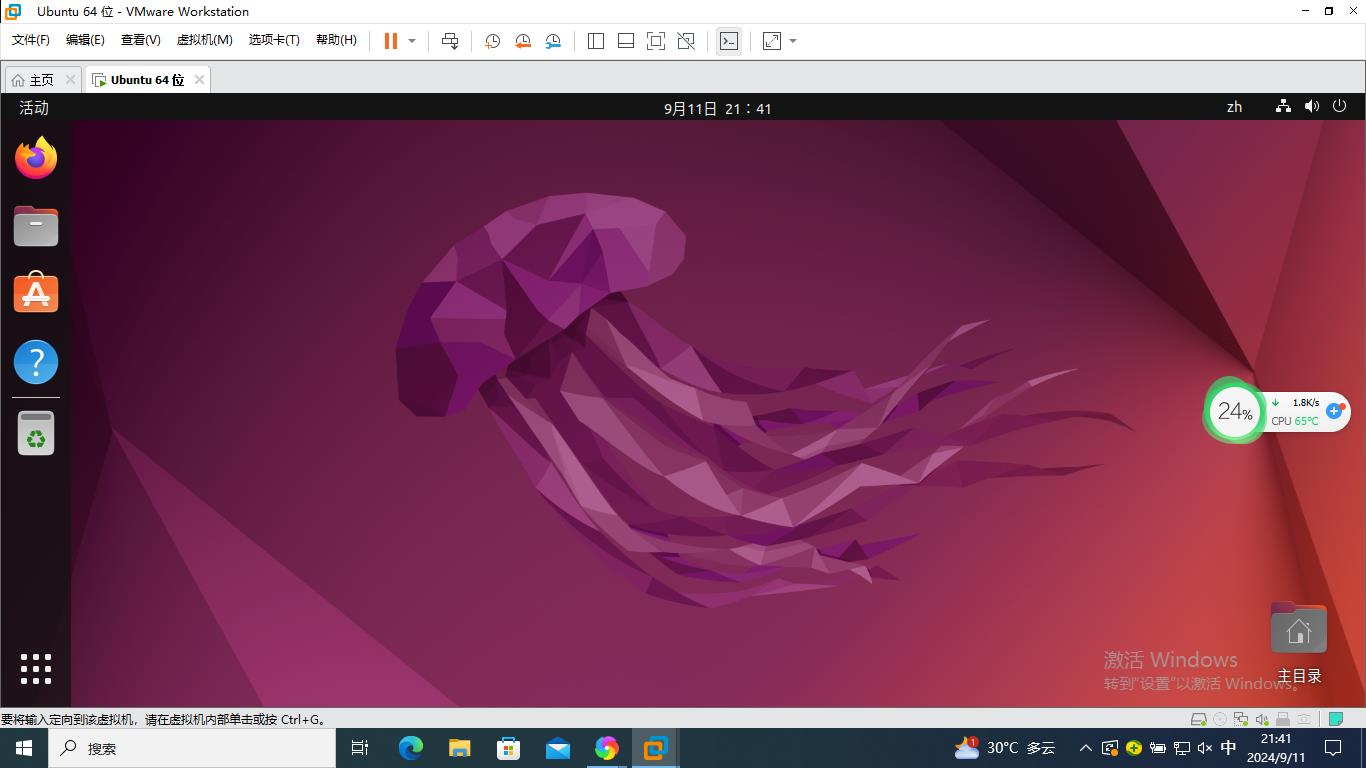 Ubuntu 64 位 - VMware Workstation
文件(F) 编辑(E) 查看(V) 虚拟机(M) 选项卡(T) 帮助(H)
主页 Ubuntu 64 位
活动 9月11日 21：41 zh
24% 1.8K/s
CPU 65℃
激活 Windows
转到"设置"以激活 Windows。
主目录
要将输入定向到该虚拟机，请在虚拟机内部单击或按 Ctrl+G。
搜索 1 30℃ 多云 中 21:41
2024/9/11